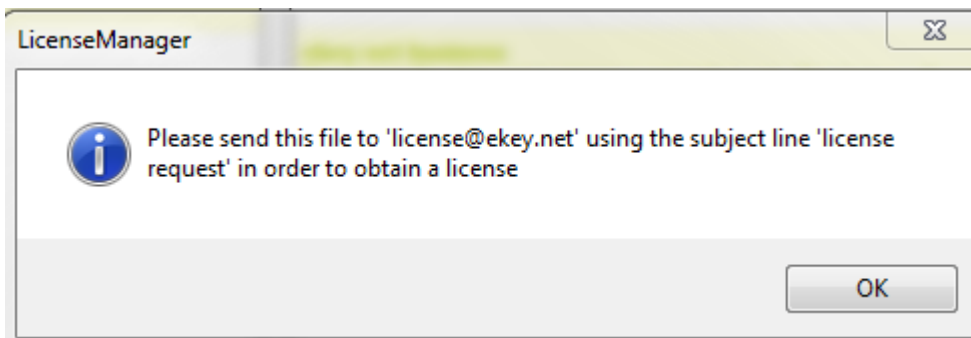 LicenseManager
Please send this file to 'license@ekey.net' using the subject line 'license
request' in order to obtain a license
OK